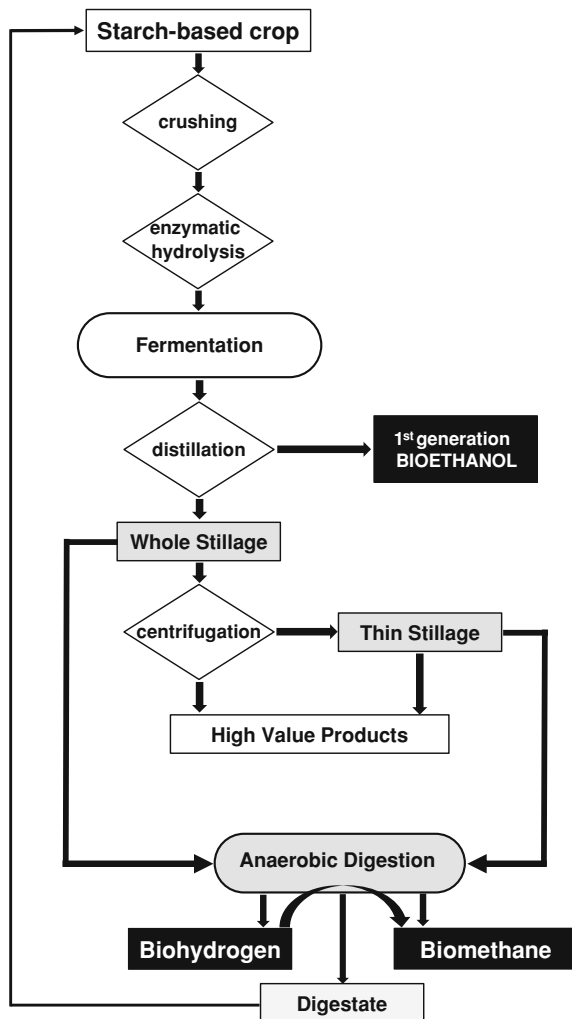 Starch-based crop
crushing
enzymatic
hydrolysis
Fermentation
distillation
1st generation
BIOETHANOL
Whole Stillage
centrifugation
Thin Stillage
High Value Products
Anaerobic Digestion
Biohydrogen
Biomethane
Digestate